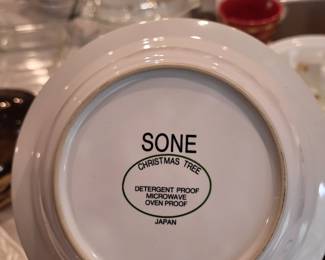 SONE
CHRISTMAS TREE
DETERGENT PROOF
MICROWAVE
OVEN PROOF
JAPAN